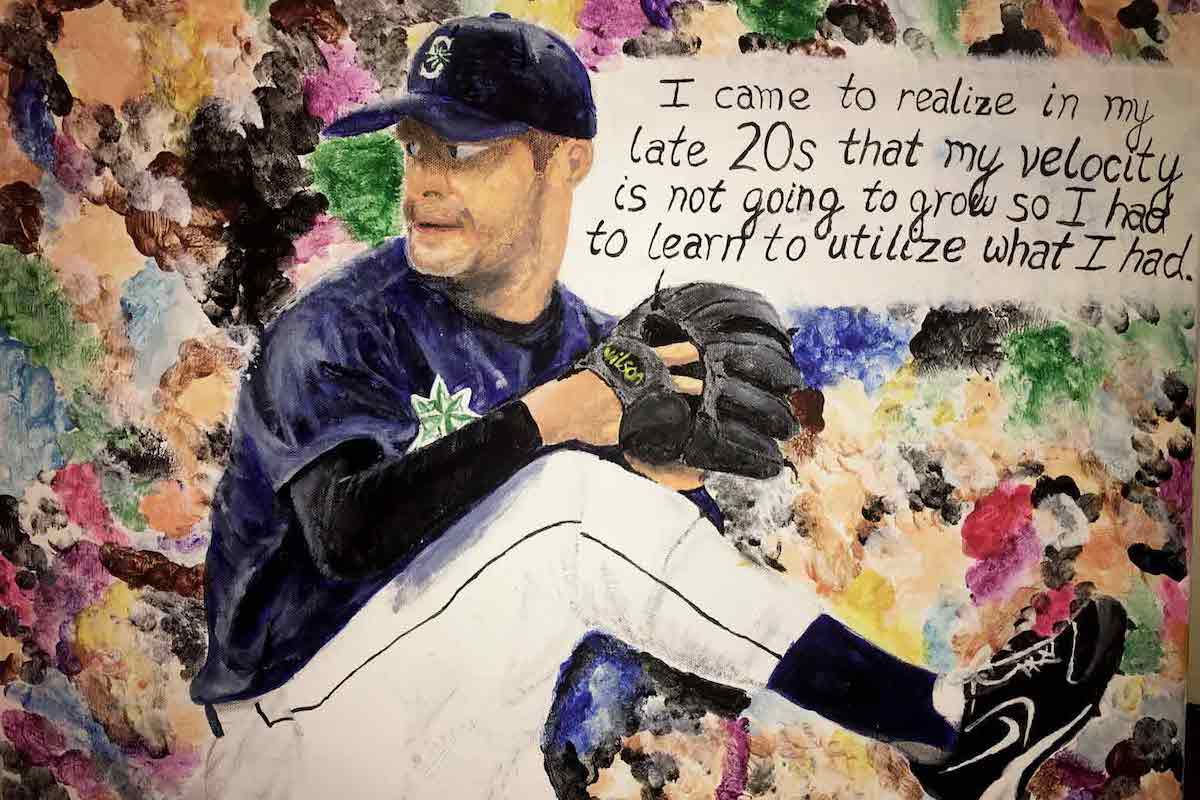 S
I came to realize in my
late 20s that my velocity
is not going to grow so I had
to learn to utilize what I had.
Wilson